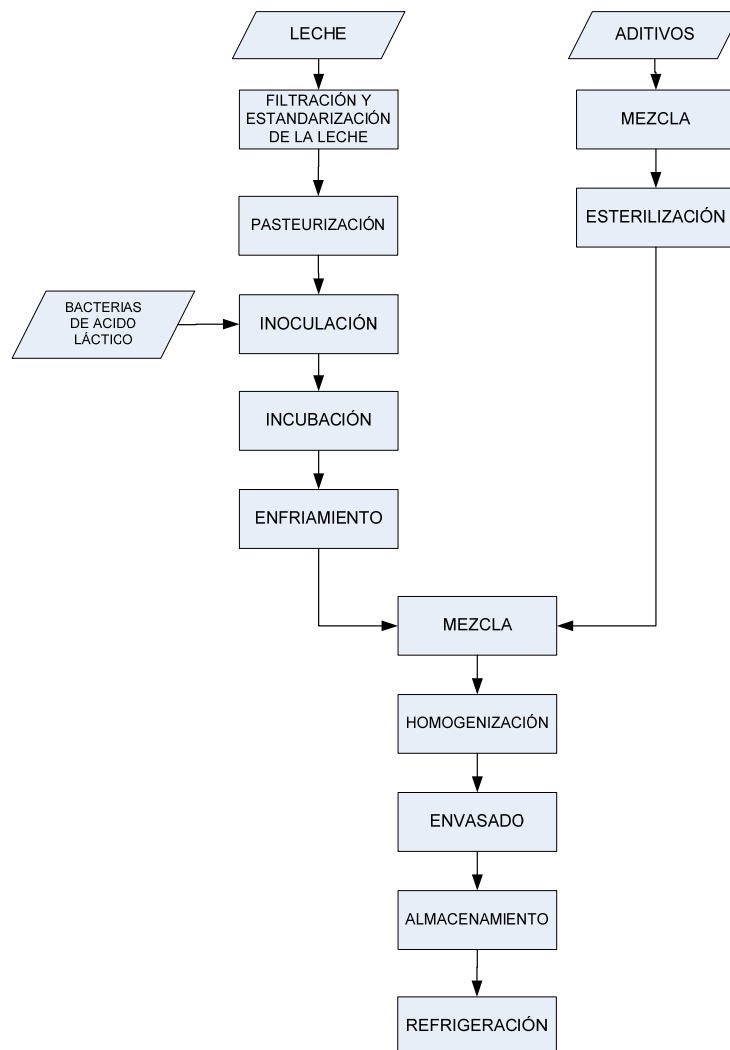 LECHE
FILTRACIÓN Y
ESTANDARIZACIÓN
DE LA LECHE
PASTEURIZACIÓN
BACTERIAS
DE ACIDO
LÁCTICO
INOCULACIÓN
INCUBACIÓN
ENFRIAMIENTO
ADITIVOS
MEZCLA
ESTERILIZACIÓN
MEZCLA
HOMOGENIZACIÓN
ENVASADO
ALMACENAMIENTO
REFRIGERACIÓN